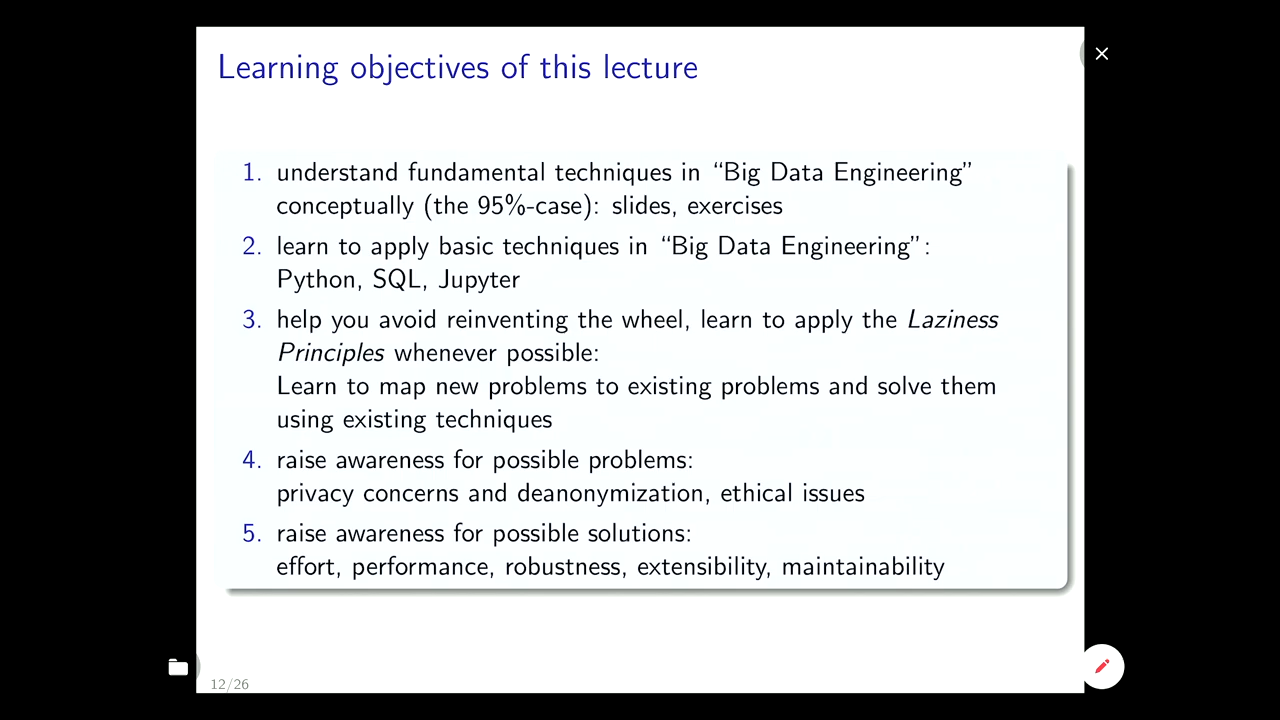 Learning objectives of this lecture
1. understand fundamental techniques in “Big Data Engineering”
conceptually (the 95%-case): slides, exercises
2. learn to apply basic techniques in “Big Data Engineering”:
Python, SQL, Jupyter
3. help you avoid reinventing the wheel, learn to apply the Laziness
Principles whenever possible:
Learn to map new problems to existing problems and solve them
using existing techniques
4. raise awareness for possible problems:
privacy concerns and deanonymization, ethical issues
5. raise awareness for possible solutions:
effort, performance, robustness, extensibility, maintainability
12/26